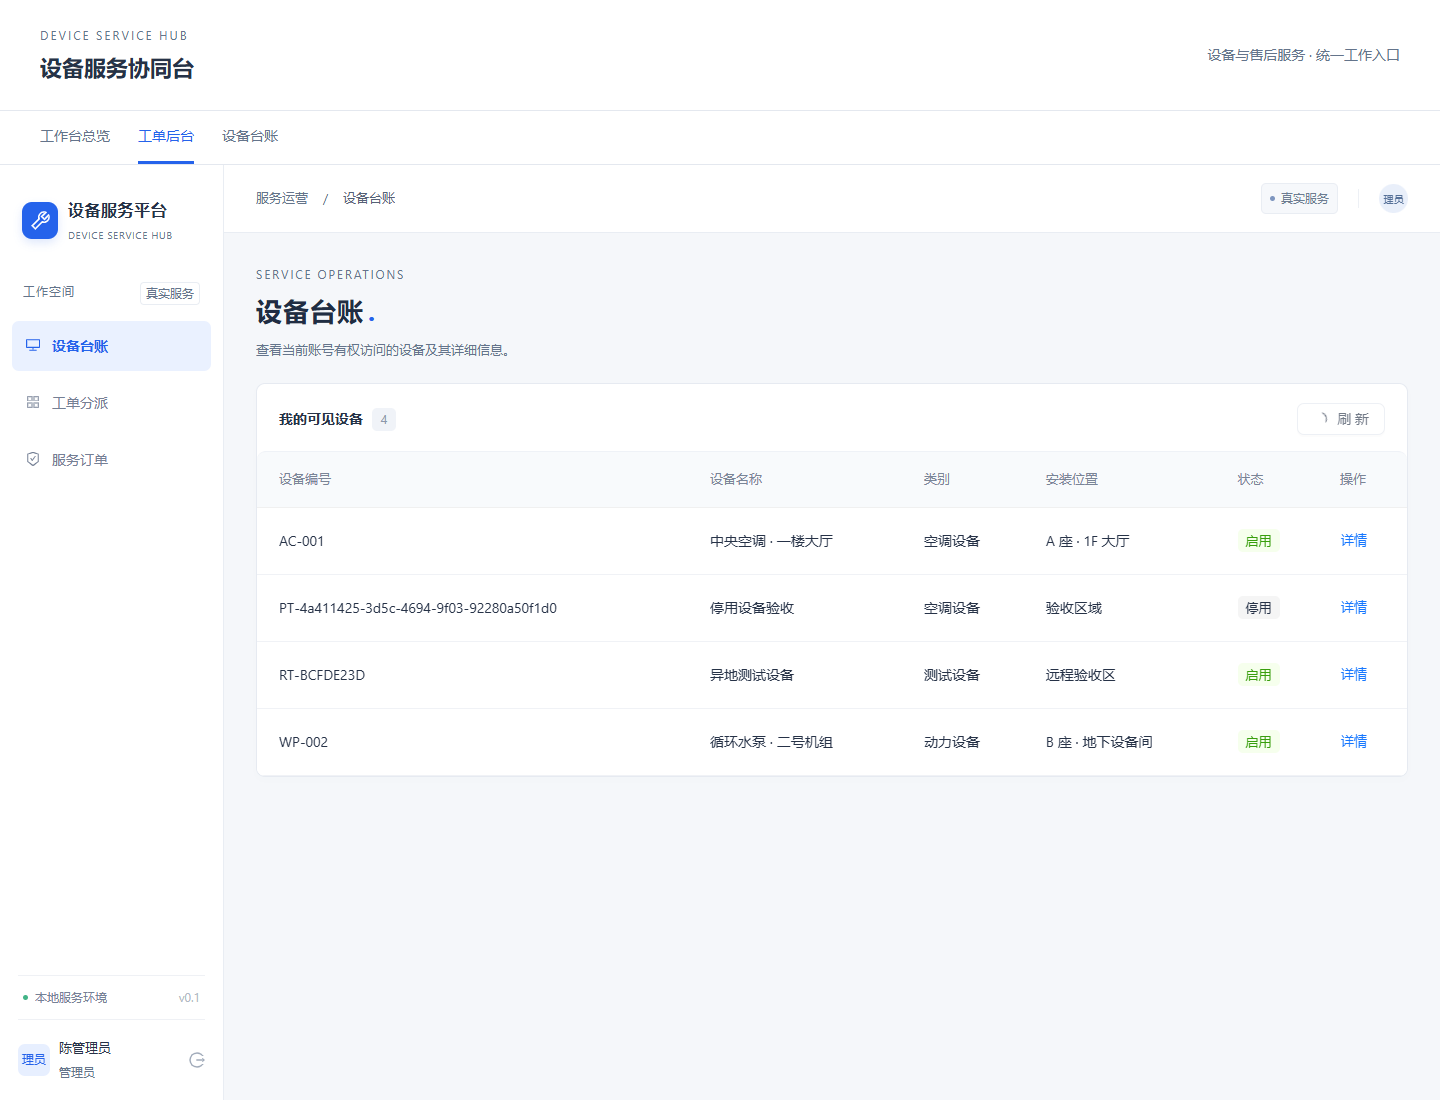 DEVICE SERVICE HUB
设备服务协同台
设备与售后服务 · 统一工作入口
工作台总览 工单后台 设备台账
设备服务平台
DEVICE SERVICE HUB
工作空间 真实服务
设备台账
工单分派
服务订单
本地服务环境 v0.1
理员 陈管理员
管理员
服务运营 / 设备台账 真实服务 理员
SERVICE OPERATIONS
设备台账.
查看当前账号有权访问的设备及其详细信息。
我的可见设备 4 刷 新
设备编号 设备名称 类别 安装位置 状态 操作
AC-001 中央空调 · 一楼大厅 空调设备 A 座 · 1F 大厅 启用 详情
PT-4a411425-3d5c-4694-9f03-92280a50f1d0 停用设备验收 空调设备 验收区域 停用 详情
RT-BCFDE23D 异地测试设备 测试设备 远程验收区 启用 详情
WP-002 循环水泵 · 二号机组 动力设备 B 座 · 地下设备间 启用 详情